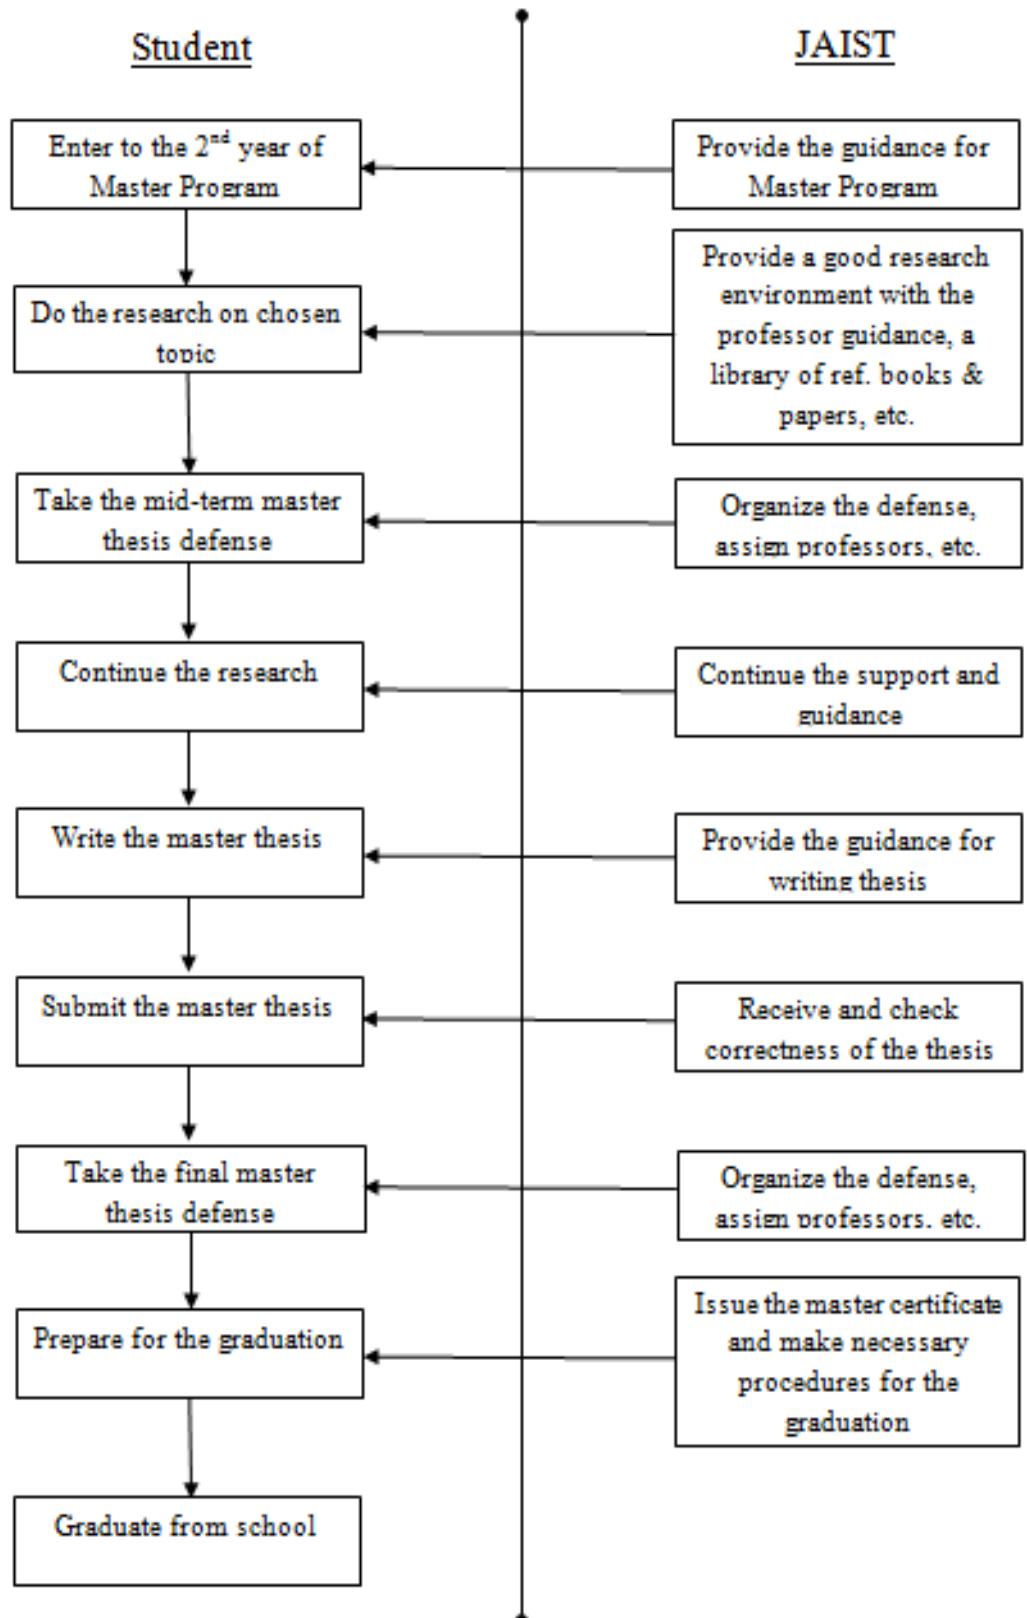 Student
JAIST
Enter to the 2nd year of
Master Program
Provide the guidance for
Master Program
Do the research on chosen
topic
Provide a good research
environment with the
professor guidance, a
library of ref. books &
papers, etc.
Take the mid-term master
thesis defense
Organize the defense,
assign professors, etc.
Continue the research
Continue the support and
guidance
Write the master thesis
Provide the guidance for
writing thesis
Submit the master thesis
Receive and check
correctness of the thesis
Take the final master
thesis defense
Organize the defense,
assign professors, etc.
Prepare for the graduation
Issue the master certificate
and make necessary
procedures for the
graduation
Graduate from school